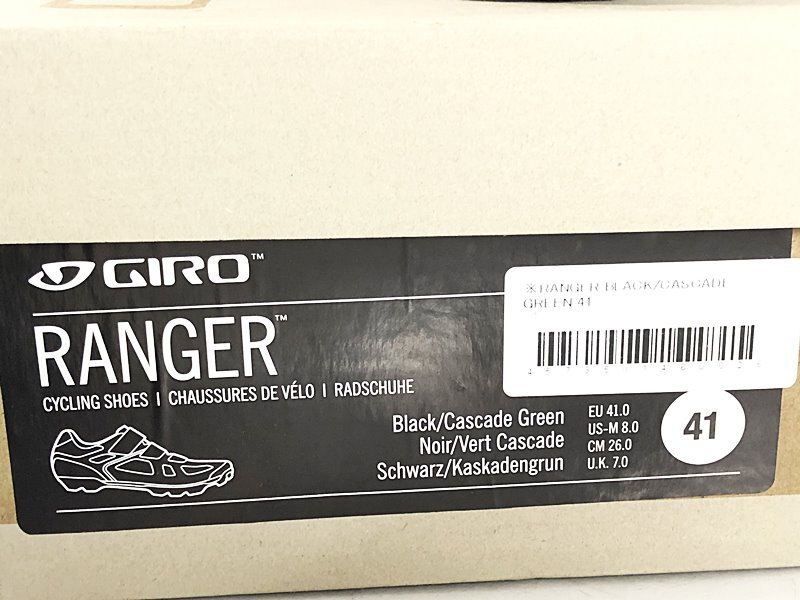 GIRO™
※RANGER BLACK/CASCADE
GREEN 41
RANGER™
CYCLING SHOES | CHAUSSURES DE VÉLO | RADSCHUHE
Black/Cascade Green
Noir/Vert Cascade
Schwarz/Kaskadengrun
EU 41.0
US-M 8.0
CM 26.0
U.K. 7.0
41